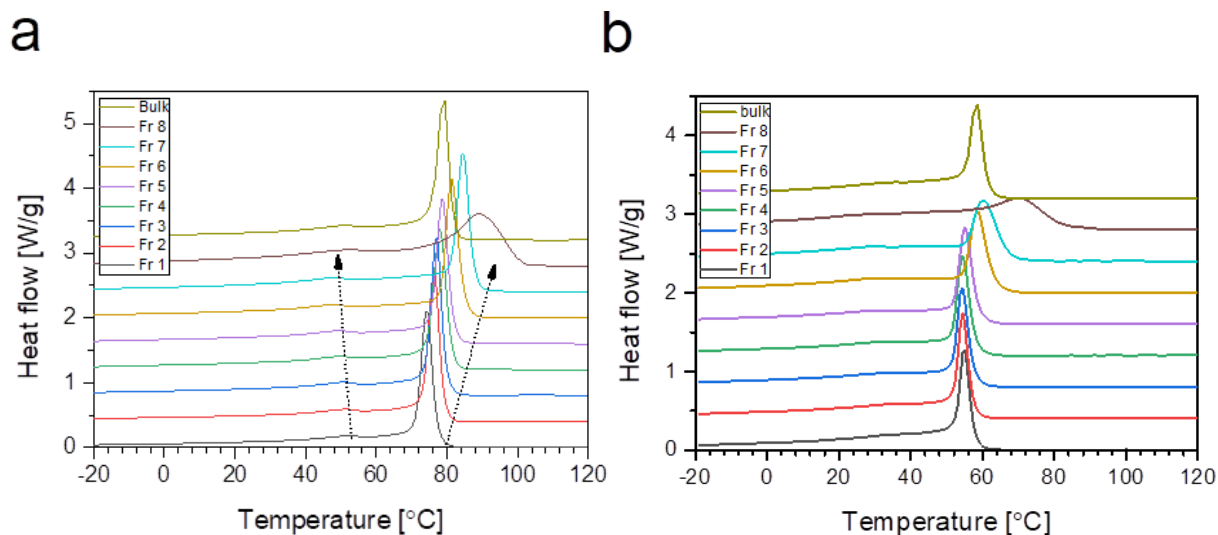 a
Heat flow [W/g]
5
4
3
2
1
0
Bulk
Fr 8
Fr 7
Fr 6
Fr 5
Fr 4
Fr 3
Fr 2
Fr 1
-20 0 20 40 60 80 100 120
Temperature [°C]
b
Heat flow [W/g]
4
3
2
1
0
bulk
Fr 8
Fr 7
Fr 6
Fr 5
Fr 4
Fr 3
Fr 2
Fr 1
-20 0 20 40 60 80 100 120
Temperature [°C]